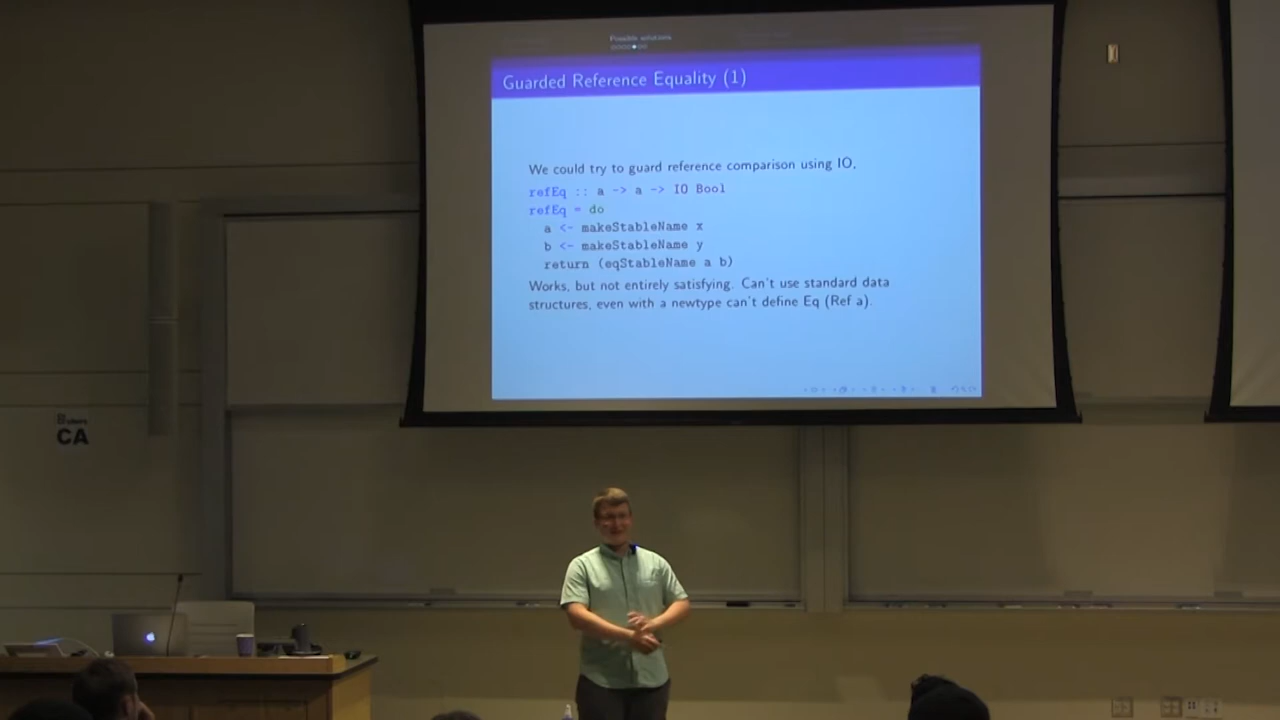 Possible solutions
Guarded Reference Equality (1)
We could try to guard reference comparison using IO,
refEq :: a -> a -> IO Bool
refEq = do
a <- makeStableName x
b <- makeStableName y
return (eqStableName a b)
Works, but not entirely satisfying. Can't use standard data
structures, even with a newtype can't define Eq (Ref a).
CA